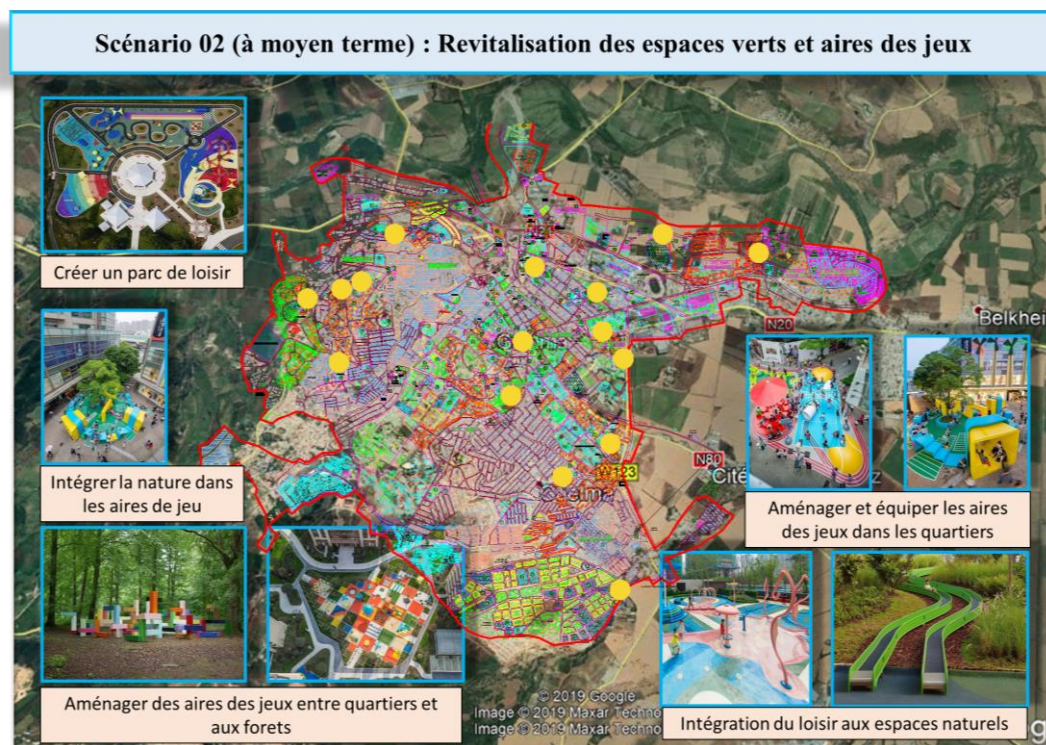 Scénario 02 (à moyen terme) : Revitalisation des espaces verts et aires des jeux
Créer un parc de loisir
Intégrer la nature dans
les aires de jeu
Aménager des aires des jeux entre quartiers et
aux forets
N20
Belkhei
N80
Cité
Aménager et équiper les aires
des jeux dans les quartiers
© 2019 Google
Image © 2019 Maxar Techno
Image © 2019 Maxar Techno
Intégration du loisir aux espaces naturels